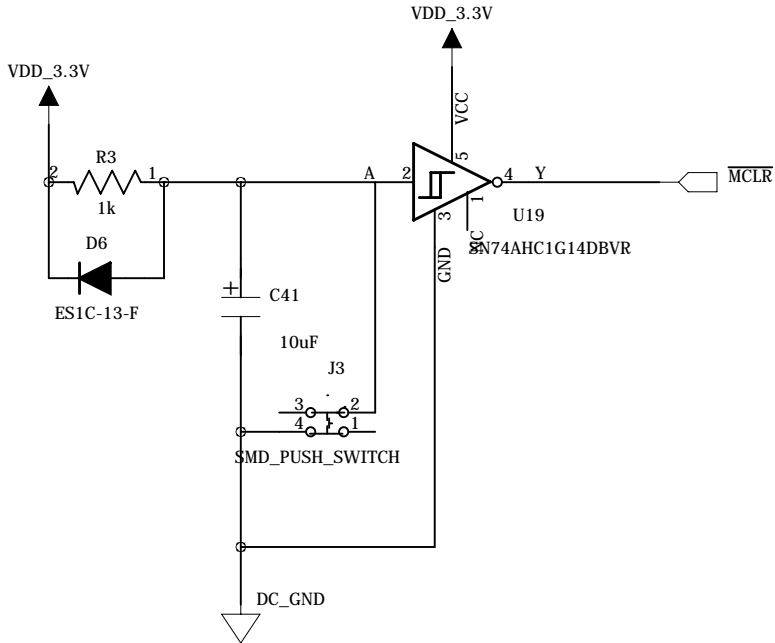 VDD_3.3V
VDD_3.3V
VCC
2
R3
1
1k
A
2
5
4
Y
MCLR
3
1
U19
D6
NC
SN74AHC1G14DBVR
GND
ES1C-13-F
+
C41
10uF
J3
3
2
4
1
SMD_PUSH_SWITCH
DC_GND